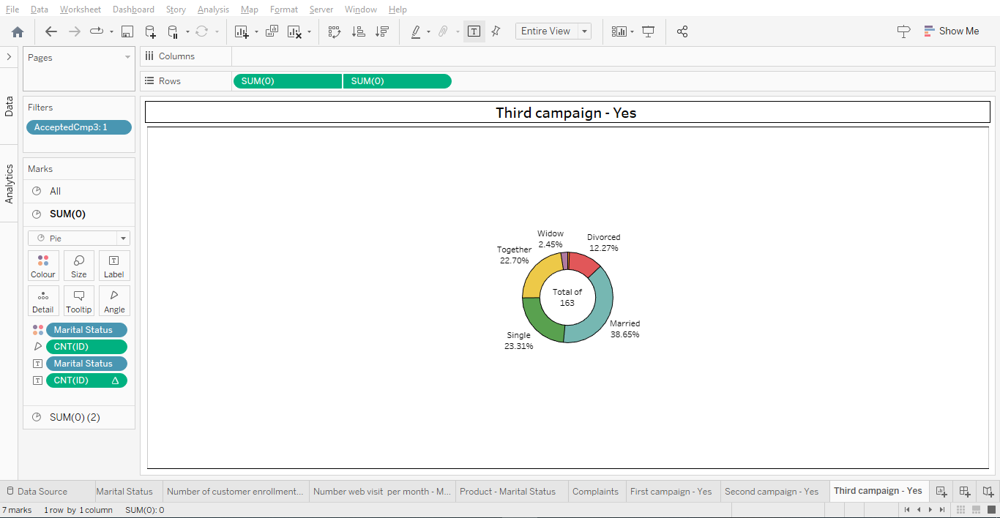 File Data Worksheet Dashboard Story Analysis Map Format Server Window Help
Entire View
Show Me
Data
Analytics
Pages
Columns
Rows SUM(0) SUM(0)
Filters
AcceptedCmp3: 1
Marks
All
SUM(0)
Pie
Colour Size Label
Detail Tooltip Angle
Marital Status
CNT(ID)
Marital Status
CNT(ID) Δ
SUM(0) (2)
Third campaign - Yes
Widow
2.45%
Divorced
12.27%
Together
22.70%
Total of
163
Married
38.65%
Single
23.31%
Data Source Marital Status Number of customer enrollment... Number web visit per month - M... Product - Marital Status Complaints First campaign - Yes Second campaign - Yes Third campaign - Yes
7 marks 1 row by 1 column SUM(0): 0